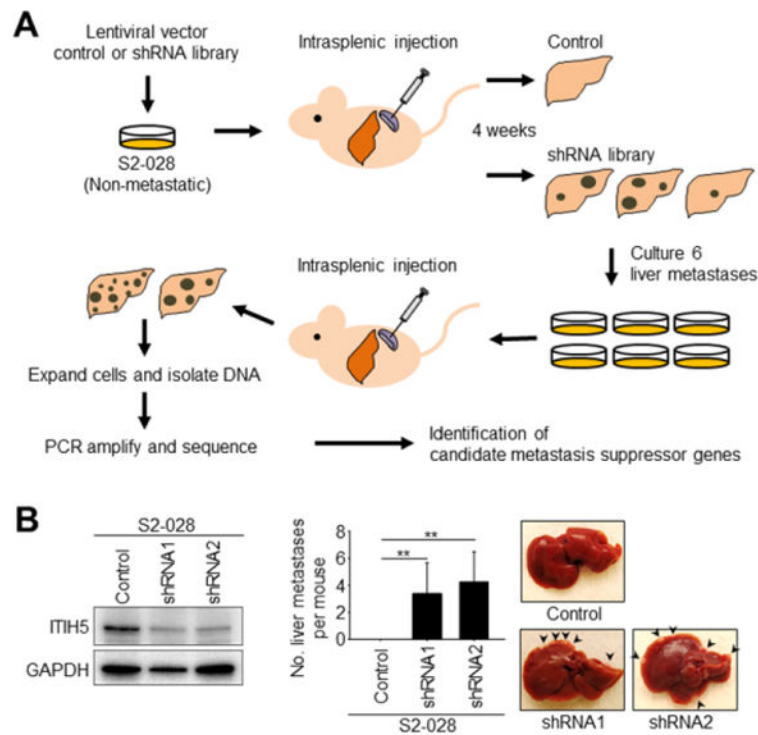 A
Lentiviral vector
control or shRNA library
S2-028
(Non-metastatic)
Intrasplenic injection
4 weeks
Control
shRNA library
Culture 6
liver metastases
Intrasplenic injection
Expand cells and isolate DNA
PCR amplify and sequence
Identification of
candidate metastasis suppressor genes
B
S2-028
Control
shRNA1
shRNA2
ITIH5
GAPDH
No. liver metastases
per mouse
8
6
4
2
0
**
**
Control
shRNA1
shRNA2
S2-028
Control
shRNA1
shRNA2